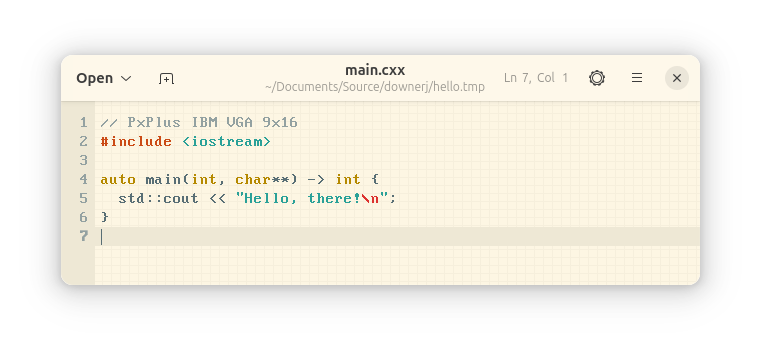 Open
main.cxx
~/Documents/Source/downerj/hello.tmp
Ln 7, Col 1
1 // PxPlus IBM VGA 9x16
2 #include <iostream>
3
4 auto main(int, char**) -> int {
5   std::cout << "Hello, there!\n";
6 }
7